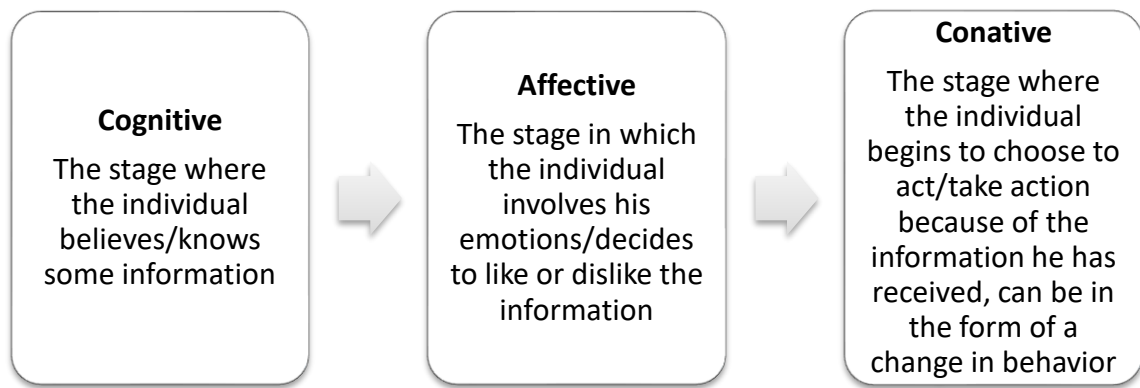 Cognitive
The stage where
the individual
believes/knows
some information
Affective
The stage in which
the individual
involves his
emotions/decides
to like or dislike the
information
Conative
The stage where
the individual
begins to choose to
act/take action
because of the
information he has
received, can be in
the form of a
change in behavior